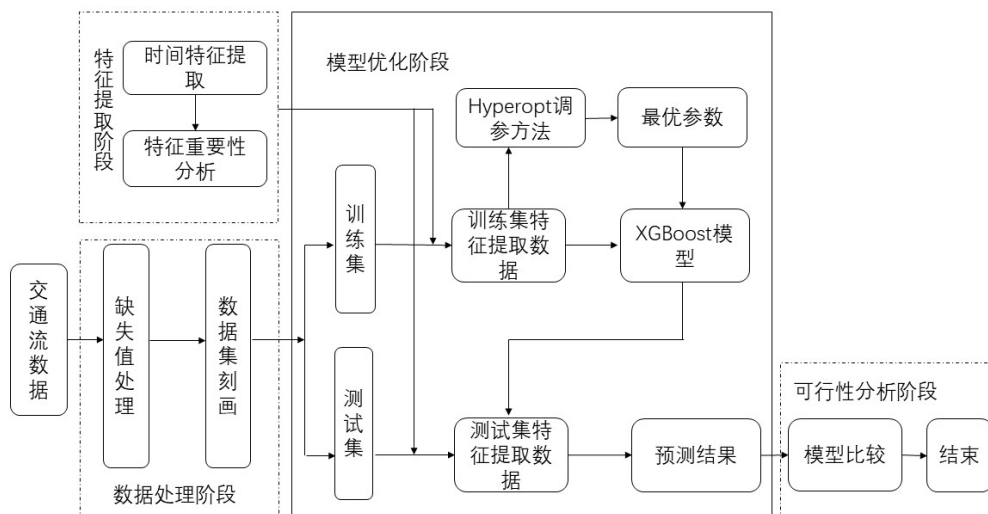 特征提取阶段
时间特征提
取
特征重要性
分析
模型优化阶段
Hyperopt调
参方法
最优参数
训练集
训练集特
征提取数
据
XGBoost模
型
交通流数据
缺失值处理
数据集刻画
数据处理阶段
测试集
测试集特
征提取数
据
预测结果
可行性分析阶段
模型比较
结束